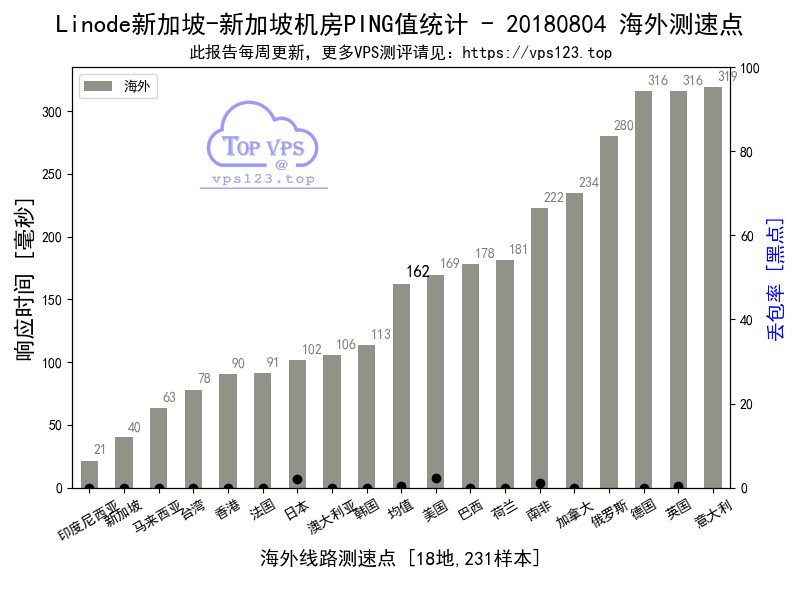 Linode新加坡-新加坡机房PING值统计 - 20180804 海外测速点
此报告每周更新，更多VPS测评请见：https://vps123.top
海外
TOP VPS
@
vps123.top
响应时间 [毫秒]
300
250
200
150
100
50
0
21
40
63
78
90
91
102
106
113
162
169
178
181
222
234
280
316
316
319
100
80
60
40
20
0
丢包率 [黑点]
印度尼西亚
新加坡
马来西亚
台湾
香港
法国
日本
澳大利亚
韩国
均值
美国
巴西
荷兰
南非
加拿大
俄罗斯
德国
英国
意大利
海外线路测速点 [18地,231样本]